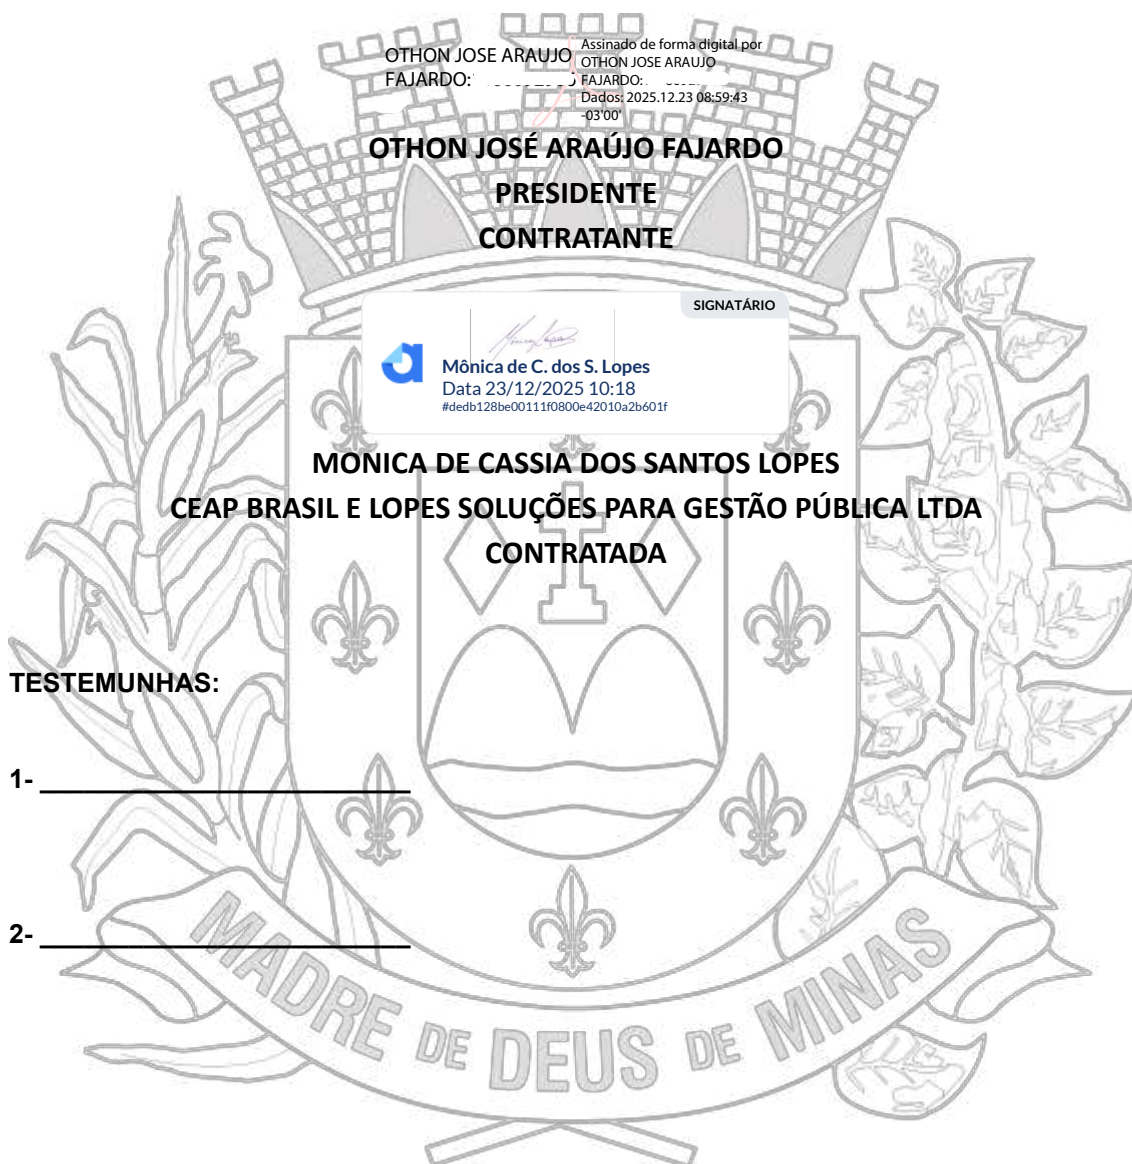 OTHON JOSE ARAUJO
FAJARDO:
Assinado de forma digital por
OTHON JOSE ARAUJO
FAJARDO:
Dados: 2025.12.23 08:59:43
-03'00'
OTHON JOSÉ ARAÚJO FAJARDO
PRESIDENTE
CONTRATANTE
SIGNATÁRIO
Mônica de C. dos S. Lopes
Data 23/12/2025 10:18
#dedb128be00111f0800e42010a2b601f
MONICA DE CASSIA DOS SANTOS LOPES
CEAP BRASIL E LOPES SOLUÇÕES PARA GESTÃO PÚBLICA LTDA
CONTRATADA
TESTEMUNHAS:
1-
2-
MADRE DE DEUS DE MINAS